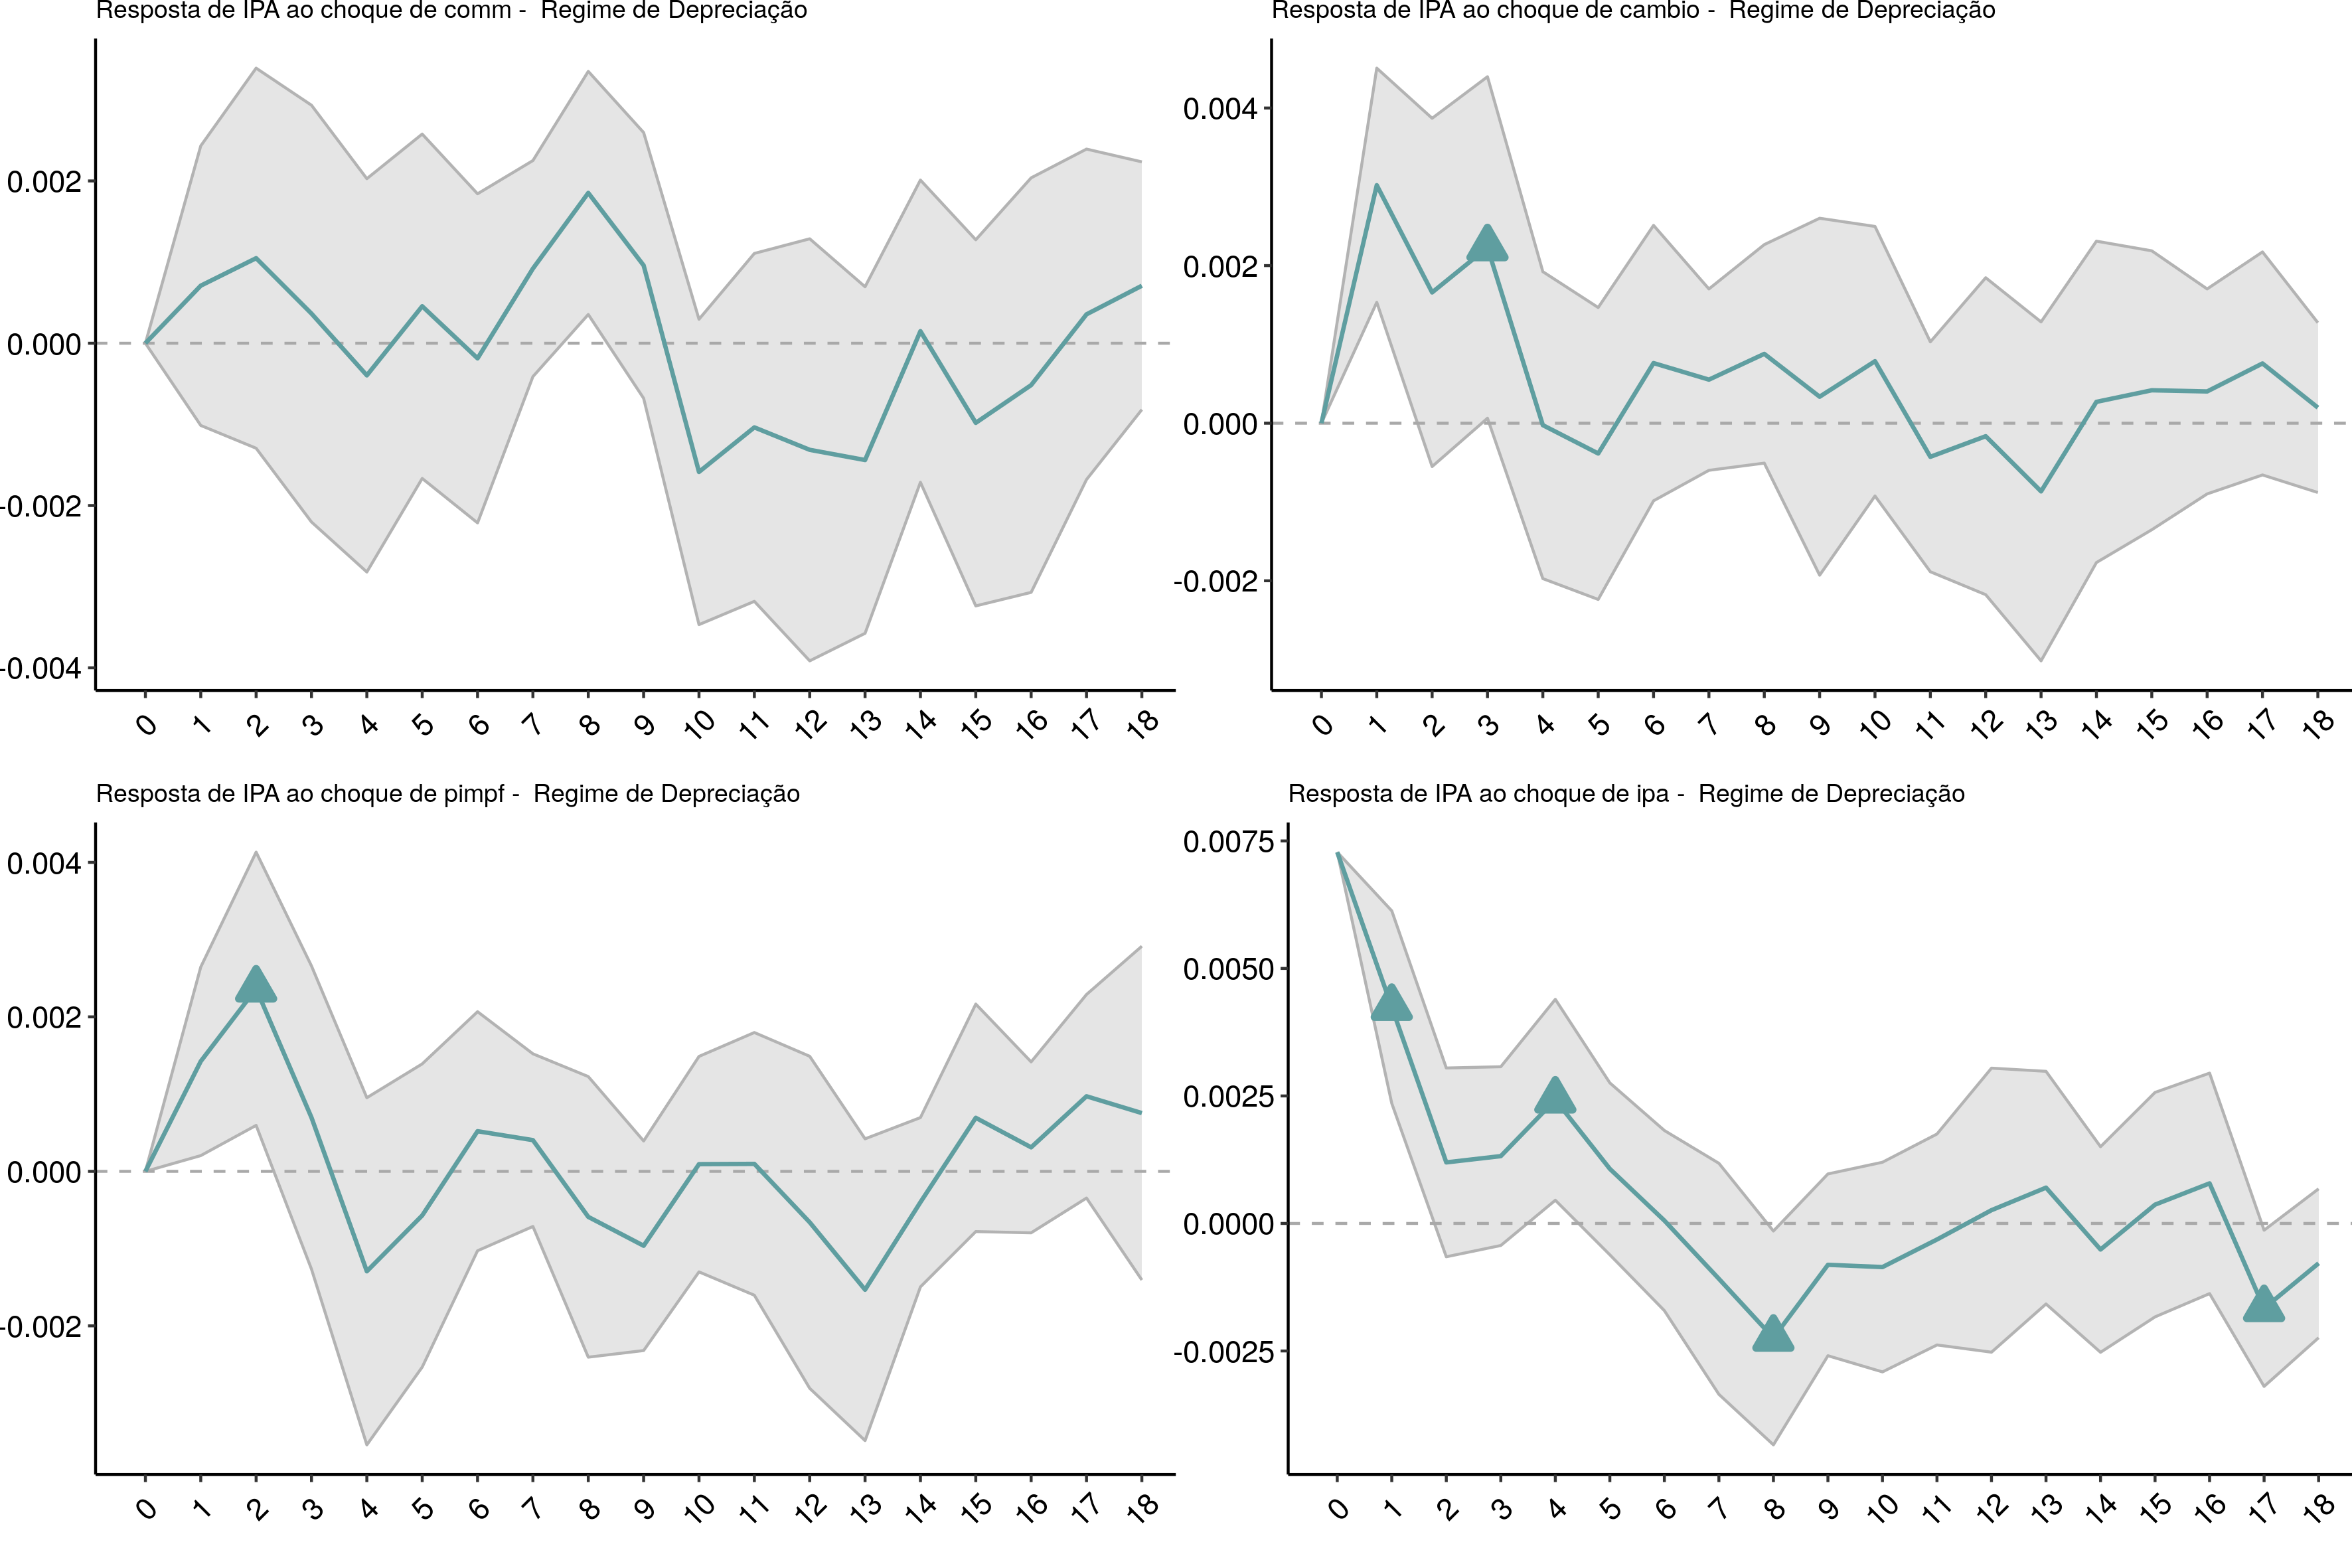 Resposta de IPA ao choque de comm -  Regime de Depreciação
0.002
0.000
-0.002
-0.004
0 1 2 3 4 5 6 7 8 9 10 11 12 13 14 15 16 17 18
Resposta de IPA ao choque de cambio -  Regime de Depreciação
0.004
0.002
0.000
-0.002
0 1 2 3 4 5 6 7 8 9 10 11 12 13 14 15 16 17 18
Resposta de IPA ao choque de pimpf -  Regime de Depreciação
0.004
0.002
0.000
-0.002
0 1 2 3 4 5 6 7 8 9 10 11 12 13 14 15 16 17 18
Resposta de IPA ao choque de ipa -  Regime de Depreciação
0.0075
0.0050
0.0025
0.0000
-0.0025
0 1 2 3 4 5 6 7 8 9 10 11 12 13 14 15 16 17 18